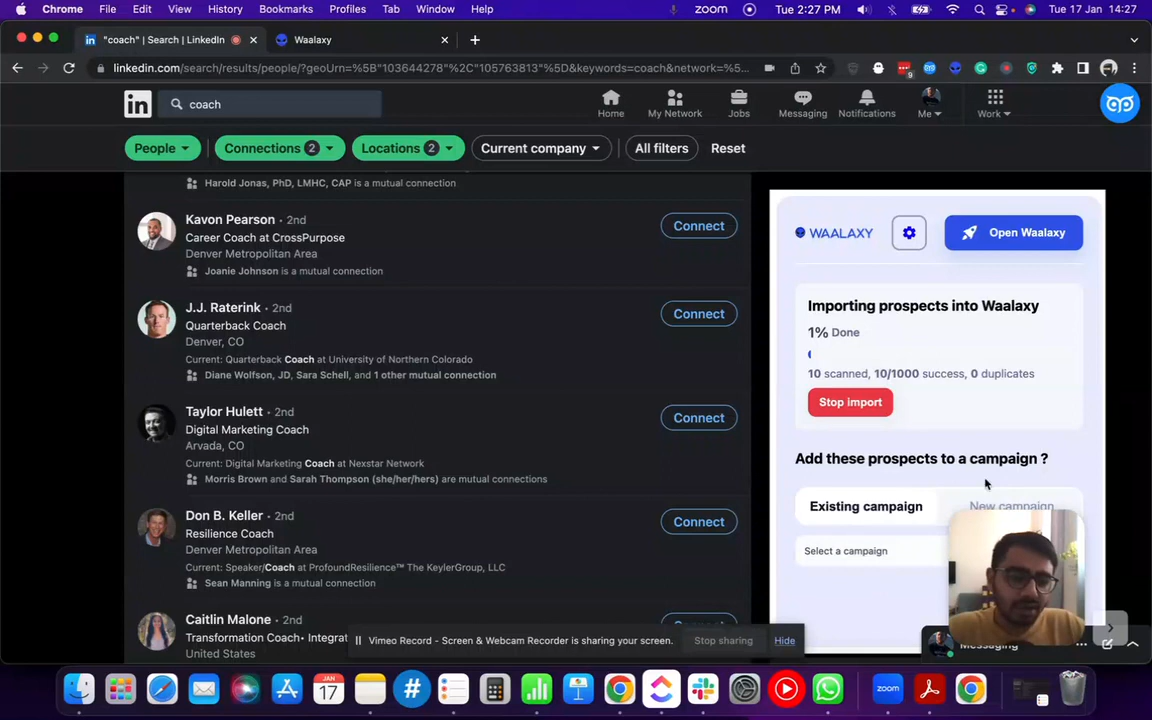 Chrome File Edit View History Bookmarks Profiles Tab Window Help zoom Tue 2:27 PM Tue 17 Jan 14:27
"coach" | Search | LinkedIn Waalaxy
linkedin.com/search/results/people/?geoUrn=%5B"103644278"%2C"105763813"%5D&keywords=coach&network=%...
9
in coach Home My Network Jobs Messaging Notifications Me Work
People Connections 2 Locations 2 Current company All filters Reset
Harold Jonas, PhD, LMHC, CAP is a mutual connection
Kavon Pearson • 2nd
Career Coach at CrossPurpose
Denver Metropolitan Area
Joanie Johnson is a mutual connection
Connect
J.J. Raterink • 2nd
Quarterback Coach
Denver, CO
Current: Quarterback Coach at University of Northern Colorado
Diane Wolfson, JD, Sara Schell, and 1 other mutual connection
Connect
Taylor Hulett • 2nd
Digital Marketing Coach
Arvada, CO
Current: Digital Marketing Coach at Nexstar Network
Morris Brown and Sarah Thompson (she/her/hers) are mutual connections
Connect
Don B. Keller • 2nd
Resilience Coach
Denver Metropolitan Area
Current: Speaker/Coach at ProfoundResilience™ The KeylerGroup, LLC
Sean Manning is a mutual connection
Connect
Caitlin Malone • 2nd
Transformation Coach• Integrat
United States
WAALAXY Open Waalaxy
Importing prospects into Waalaxy
1% Done
10 scanned, 10/1000 success, 0 duplicates
Stop import
Add these prospects to a campaign ?
Existing campaign New campaign
Select a campaign
Vimeo Record - Screen & Webcam Recorder is sharing your screen. Stop sharing Hide
Messaging
JAN
17
zoom